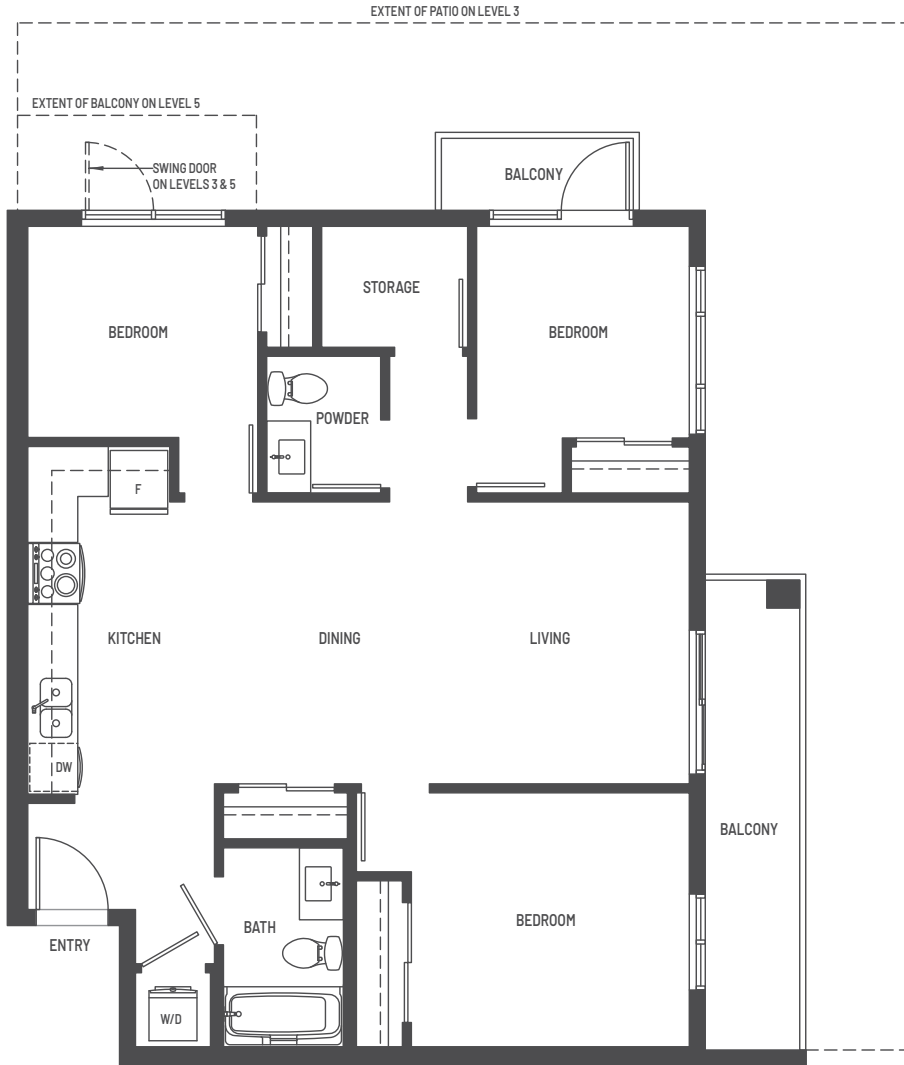 EXTENT OF PATIO ON LEVEL 3
EXTENT OF BALCONY ON LEVEL 5
SWING DOOR
ON LEVELS 3 & 5
BALCONY
STORAGE
BEDROOM
BEDROOM
POWDER
F
KITCHEN
DINING
LIVING
DW
BALCONY
BATH
BEDROOM
ENTRY
W/D